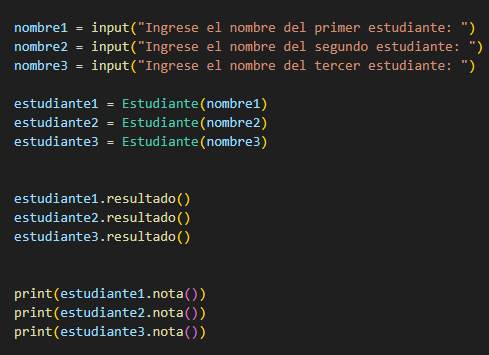 nombre1 = input("Ingrese el nombre del primer estudiante: ")
nombre2 = input("Ingrese el nombre del segundo estudiante: ")
nombre3 = input("Ingrese el nombre del tercer estudiante: ")
estudiante1 = Estudiante(nombre1)
estudiante2 = Estudiante(nombre2)
estudiante3 = Estudiante(nombre3)
estudiante1.resultado()
estudiante2.resultado()
estudiante3.resultado()
print(estudiante1.nota())
print(estudiante2.nota())
print(estudiante3.nota())